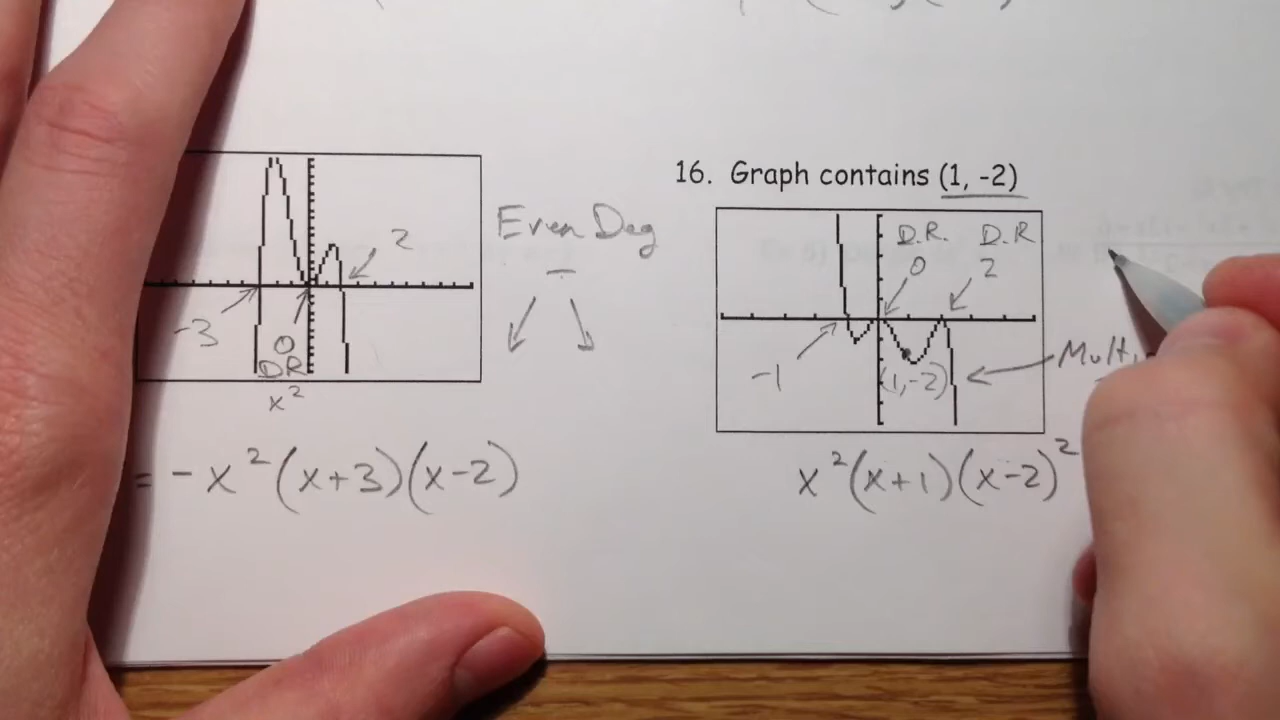 16. Graph contains (1, -2)
Even Deg
−
2
-3
0
D.R.
x²
= -x²(x+3)(x-2)
D.R. D.R
0 2
-1
(1,-2)
x²(x+1)(x-2)²